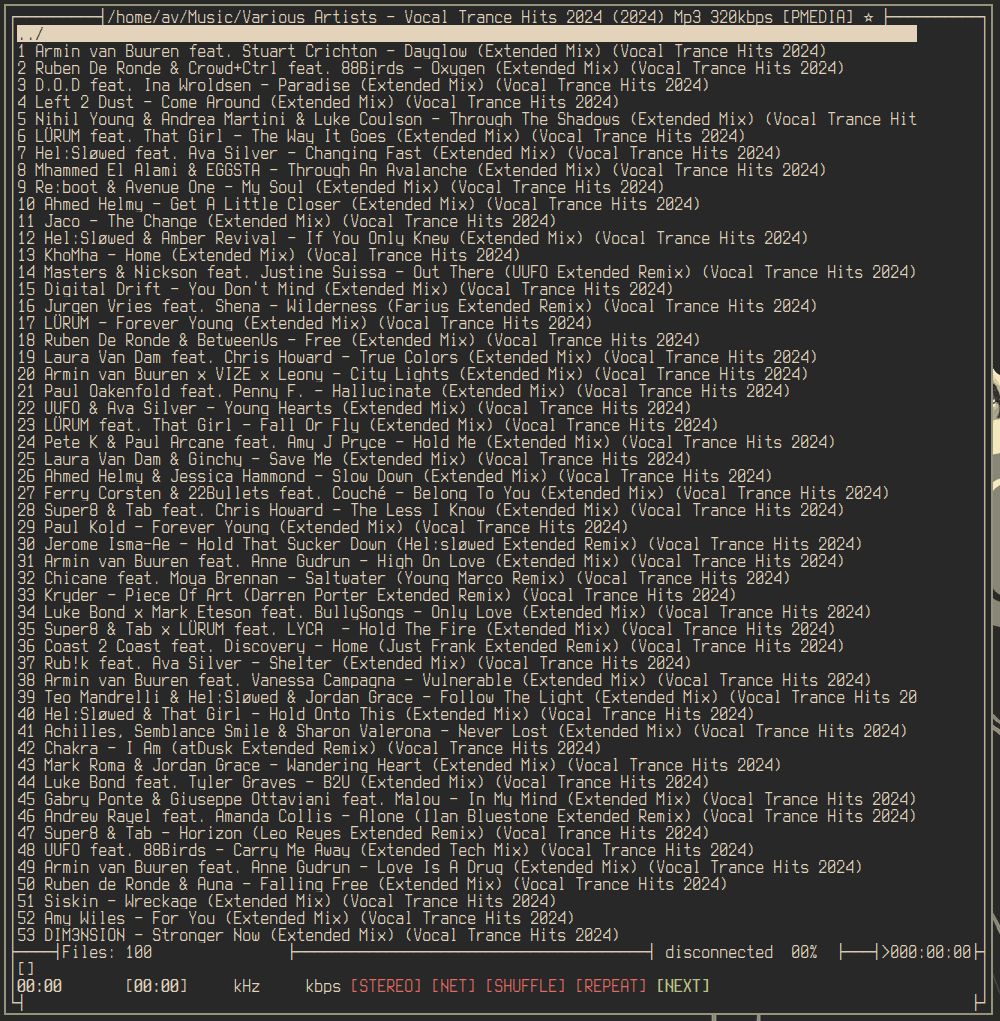 /home/av/Music/Various Artists - Vocal Trance Hits 2024 (2024) Mp3 320kbps [PMEDIA] ☆
../
1 Armin van Buuren feat. Stuart Crichton - Dayglow (Extended Mix) (Vocal Trance Hits 2024)
2 Ruben De Ronde & Crowd+Ctrl feat. 88Birds - Oxygen (Extended Mix) (Vocal Trance Hits 2024)
3 D.O.D feat. Ina Wroldsen - Paradise (Extended Mix) (Vocal Trance Hits 2024)
4 Left 2 Dust - Come Around (Extended Mix) (Vocal Trance Hits 2024)
5 Nihil Young & Andrea Martini & Luke Coulson - Through The Shadows (Extended Mix) (Vocal Trance Hit
6 LÜRUM feat. That Girl - The Way It Goes (Extended Mix) (Vocal Trance Hits 2024)
7 Hel:Sløwed feat. Ava Silver - Changing Fast (Extended Mix) (Vocal Trance Hits 2024)
8 Mhammed El Alami & EGGSTA - Through An Avalanche (Extended Mix) (Vocal Trance Hits 2024)
9 Re:boot & Avenue One - My Soul (Extended Mix) (Vocal Trance Hits 2024)
10 Ahmed Helmy - Get A Little Closer (Extended Mix) (Vocal Trance Hits 2024)
11 Jaco - The Change (Extended Mix) (Vocal Trance Hits 2024)
12 Hel:Sløwed & Amber Revival - If You Only Knew (Extended Mix) (Vocal Trance Hits 2024)
13 KhoMha - Home (Extended Mix) (Vocal Trance Hits 2024)
14 Masters & Nickson feat. Justine Suissa - Out There (UUFO Extended Remix) (Vocal Trance Hits 2024)
15 Digital Drift - You Don't Mind (Extended Mix) (Vocal Trance Hits 2024)
16 Jurgen Vries feat. Shena - Wilderness (Farius Extended Remix) (Vocal Trance Hits 2024)
17 LÜRUM - Forever Young (Extended Mix) (Vocal Trance Hits 2024)
18 Ruben De Ronde & BetweenUs - Free (Extended Mix) (Vocal Trance Hits 2024)
19 Laura Van Dam feat. Chris Howard - True Colors (Extended Mix) (Vocal Trance Hits 2024)
20 Armin van Buuren x VIZE x Leony - City Lights (Extended Mix) (Vocal Trance Hits 2024)
21 Paul Oakenfold feat. Penny F. - Hallucinate (Extended Mix) (Vocal Trance Hits 2024)
22 UUFO & Ava Silver - Young Hearts (Extended Mix) (Vocal Trance Hits 2024)
23 LÜRUM feat. That Girl - Fall Or Fly (Extended Mix) (Vocal Trance Hits 2024)
24 Pete K & Paul Arcane feat. Amy J Pryce - Hold Me (Extended Mix) (Vocal Trance Hits 2024)
25 Laura Van Dam & Ginchy - Save Me (Extended Mix) (Vocal Trance Hits 2024)
26 Ahmed Helmy & Jessica Hammond - Slow Down (Extended Mix) (Vocal Trance Hits 2024)
27 Ferry Corsten & 22Bullets feat. Couché - Belong To You (Extended Mix) (Vocal Trance Hits 2024)
28 Super8 & Tab feat. Chris Howard - The Less I Know (Extended Mix) (Vocal Trance Hits 2024)
29 Paul Kold - Forever Young (Extended Mix) (Vocal Trance Hits 2024)
30 Jerome Isma-Ae - Hold That Sucker Down (Hel:sløwed Extended Remix) (Vocal Trance Hits 2024)
31 Armin van Buuren feat. Anne Gudrun - High On Love (Extended Mix) (Vocal Trance Hits 2024)
32 Chicane feat. Moya Brennan - Saltwater (Young Marco Remix) (Vocal Trance Hits 2024)
33 Kryder - Piece Of Art (Darren Porter Extended Remix) (Vocal Trance Hits 2024)
34 Luke Bond x Mark Eteson feat. BullySongs - Only Love (Extended Mix) (Vocal Trance Hits 2024)
35 Super8 & Tab x LÜRUM feat. LYCA  - Hold The Fire (Extended Mix) (Vocal Trance Hits 2024)
36 Coast 2 Coast feat. Discovery - Home (Just Frank Extended Remix) (Vocal Trance Hits 2024)
37 Rub!k feat. Ava Silver - Shelter (Extended Mix) (Vocal Trance Hits 2024)
38 Armin van Buuren feat. Vanessa Campagna - Vulnerable (Extended Mix) (Vocal Trance Hits 2024)
39 Teo Mandrelli & Hel:Sløwed & Jordan Grace - Follow The Light (Extended Mix) (Vocal Trance Hits 20
40 Hel:Sløwed & That Girl - Hold Onto This (Extended Mix) (Vocal Trance Hits 2024)
41 Achilles, Semblance Smile & Sharon Valerona - Never Lost (Extended Mix) (Vocal Trance Hits 2024)
42 Chakra - I Am (atDusk Extended Remix) (Vocal Trance Hits 2024)
43 Mark Roma & Jordan Grace - Wandering Heart (Extended Mix) (Vocal Trance Hits 2024)
44 Luke Bond feat. Tyler Graves - B2U (Extended Mix) (Vocal Trance Hits 2024)
45 Gabry Ponte & Giuseppe Ottaviani feat. Malou - In My Mind (Extended Mix) (Vocal Trance Hits 2024)
46 Andrew Rayel feat. Amanda Collis - Alone (Ilan Bluestone Extended Remix) (Vocal Trance Hits 2024)
47 Super8 & Tab - Horizon (Leo Reyes Extended Remix) (Vocal Trance Hits 2024)
48 UUFO feat. 88Birds - Carry Me Away (Extended Tech Mix) (Vocal Trance Hits 2024)
49 Armin van Buuren feat. Anne Gudrun - Love Is A Drug (Extended Mix) (Vocal Trance Hits 2024)
50 Ruben de Ronde & Auna - Falling Free (Extended Mix) (Vocal Trance Hits 2024)
51 Siskin - Wreckage (Extended Mix) (Vocal Trance Hits 2024)
52 Amy Wiles - For You (Extended Mix) (Vocal Trance Hits 2024)
53 DIM3NSION - Stronger Now (Extended Mix) (Vocal Trance Hits 2024)
Files: 100 disconnected 00% >000:00:00
[]
00:00 [00:00] kHz kbps [STEREO] [NET] [SHUFFLE] [REPEAT] [NEXT]